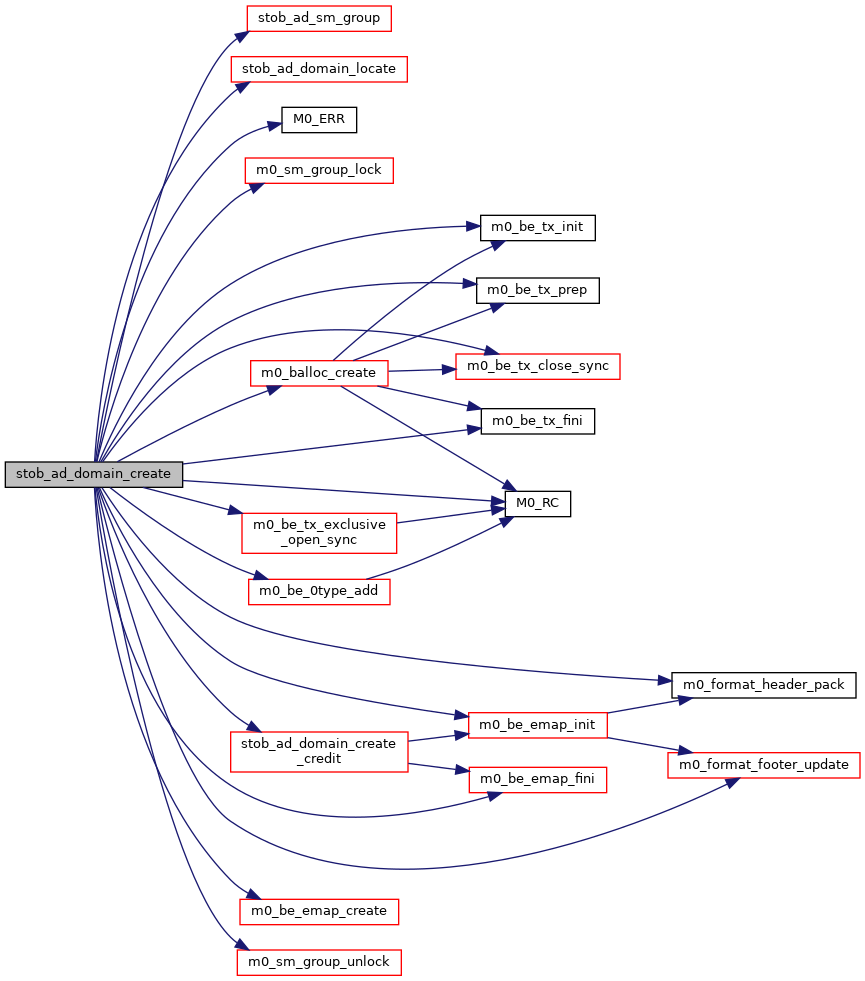 stob_ad_sm_group
stob_ad_domain_locate
M0_ERR
m0_sm_group_lock
m0_be_tx_init
m0_be_tx_prep
m0_be_tx_close_sync
m0_balloc_create
m0_be_tx_fini
stob_ad_domain_create
M0_RC
m0_be_tx_exclusive
_open_sync
m0_be_0type_add
m0_format_header_pack
m0_be_emap_init
stob_ad_domain_create
_credit
m0_format_footer_update
m0_be_emap_fini
m0_be_emap_create
m0_sm_group_unlock